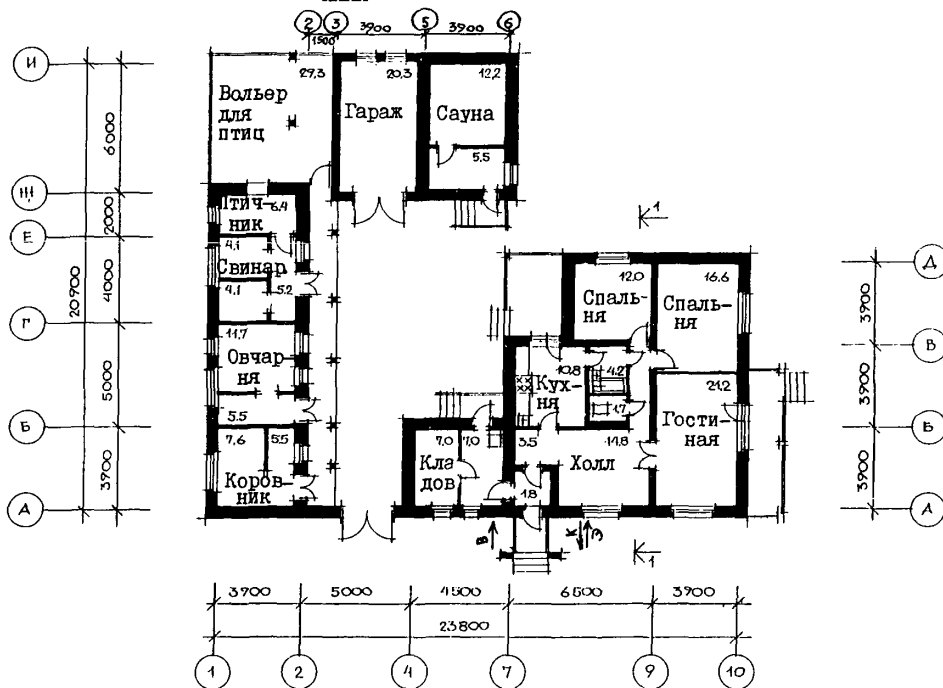 2 3 5 6
1500 3900 3900
И
29,3 20,3 12,2
Вольер
для
птиц
Гараж
Сауна
5,5
6000
Ш
Птич-
ник
6,4
2000
Е
4,1
Свинар
4,1 5,2
4000
20900
Г
11,7
Овчар-
ня
5.5
5000
Б
7,6 5,5
Коров-
ник
3900
А
1
12,0 16.6
Спаль-
ня
Спаль-
ня
Д
3900
В
10,8 4,2
Кух-
ня
1,7
21,2
Гости-
ная
Б
7,0 7,0 3,5 14,8
Кла
дов
Холл
1.8
3900
А
В К Э
1
3900 5000 4500 6500 3900
23800
1 2 4 7 9 10